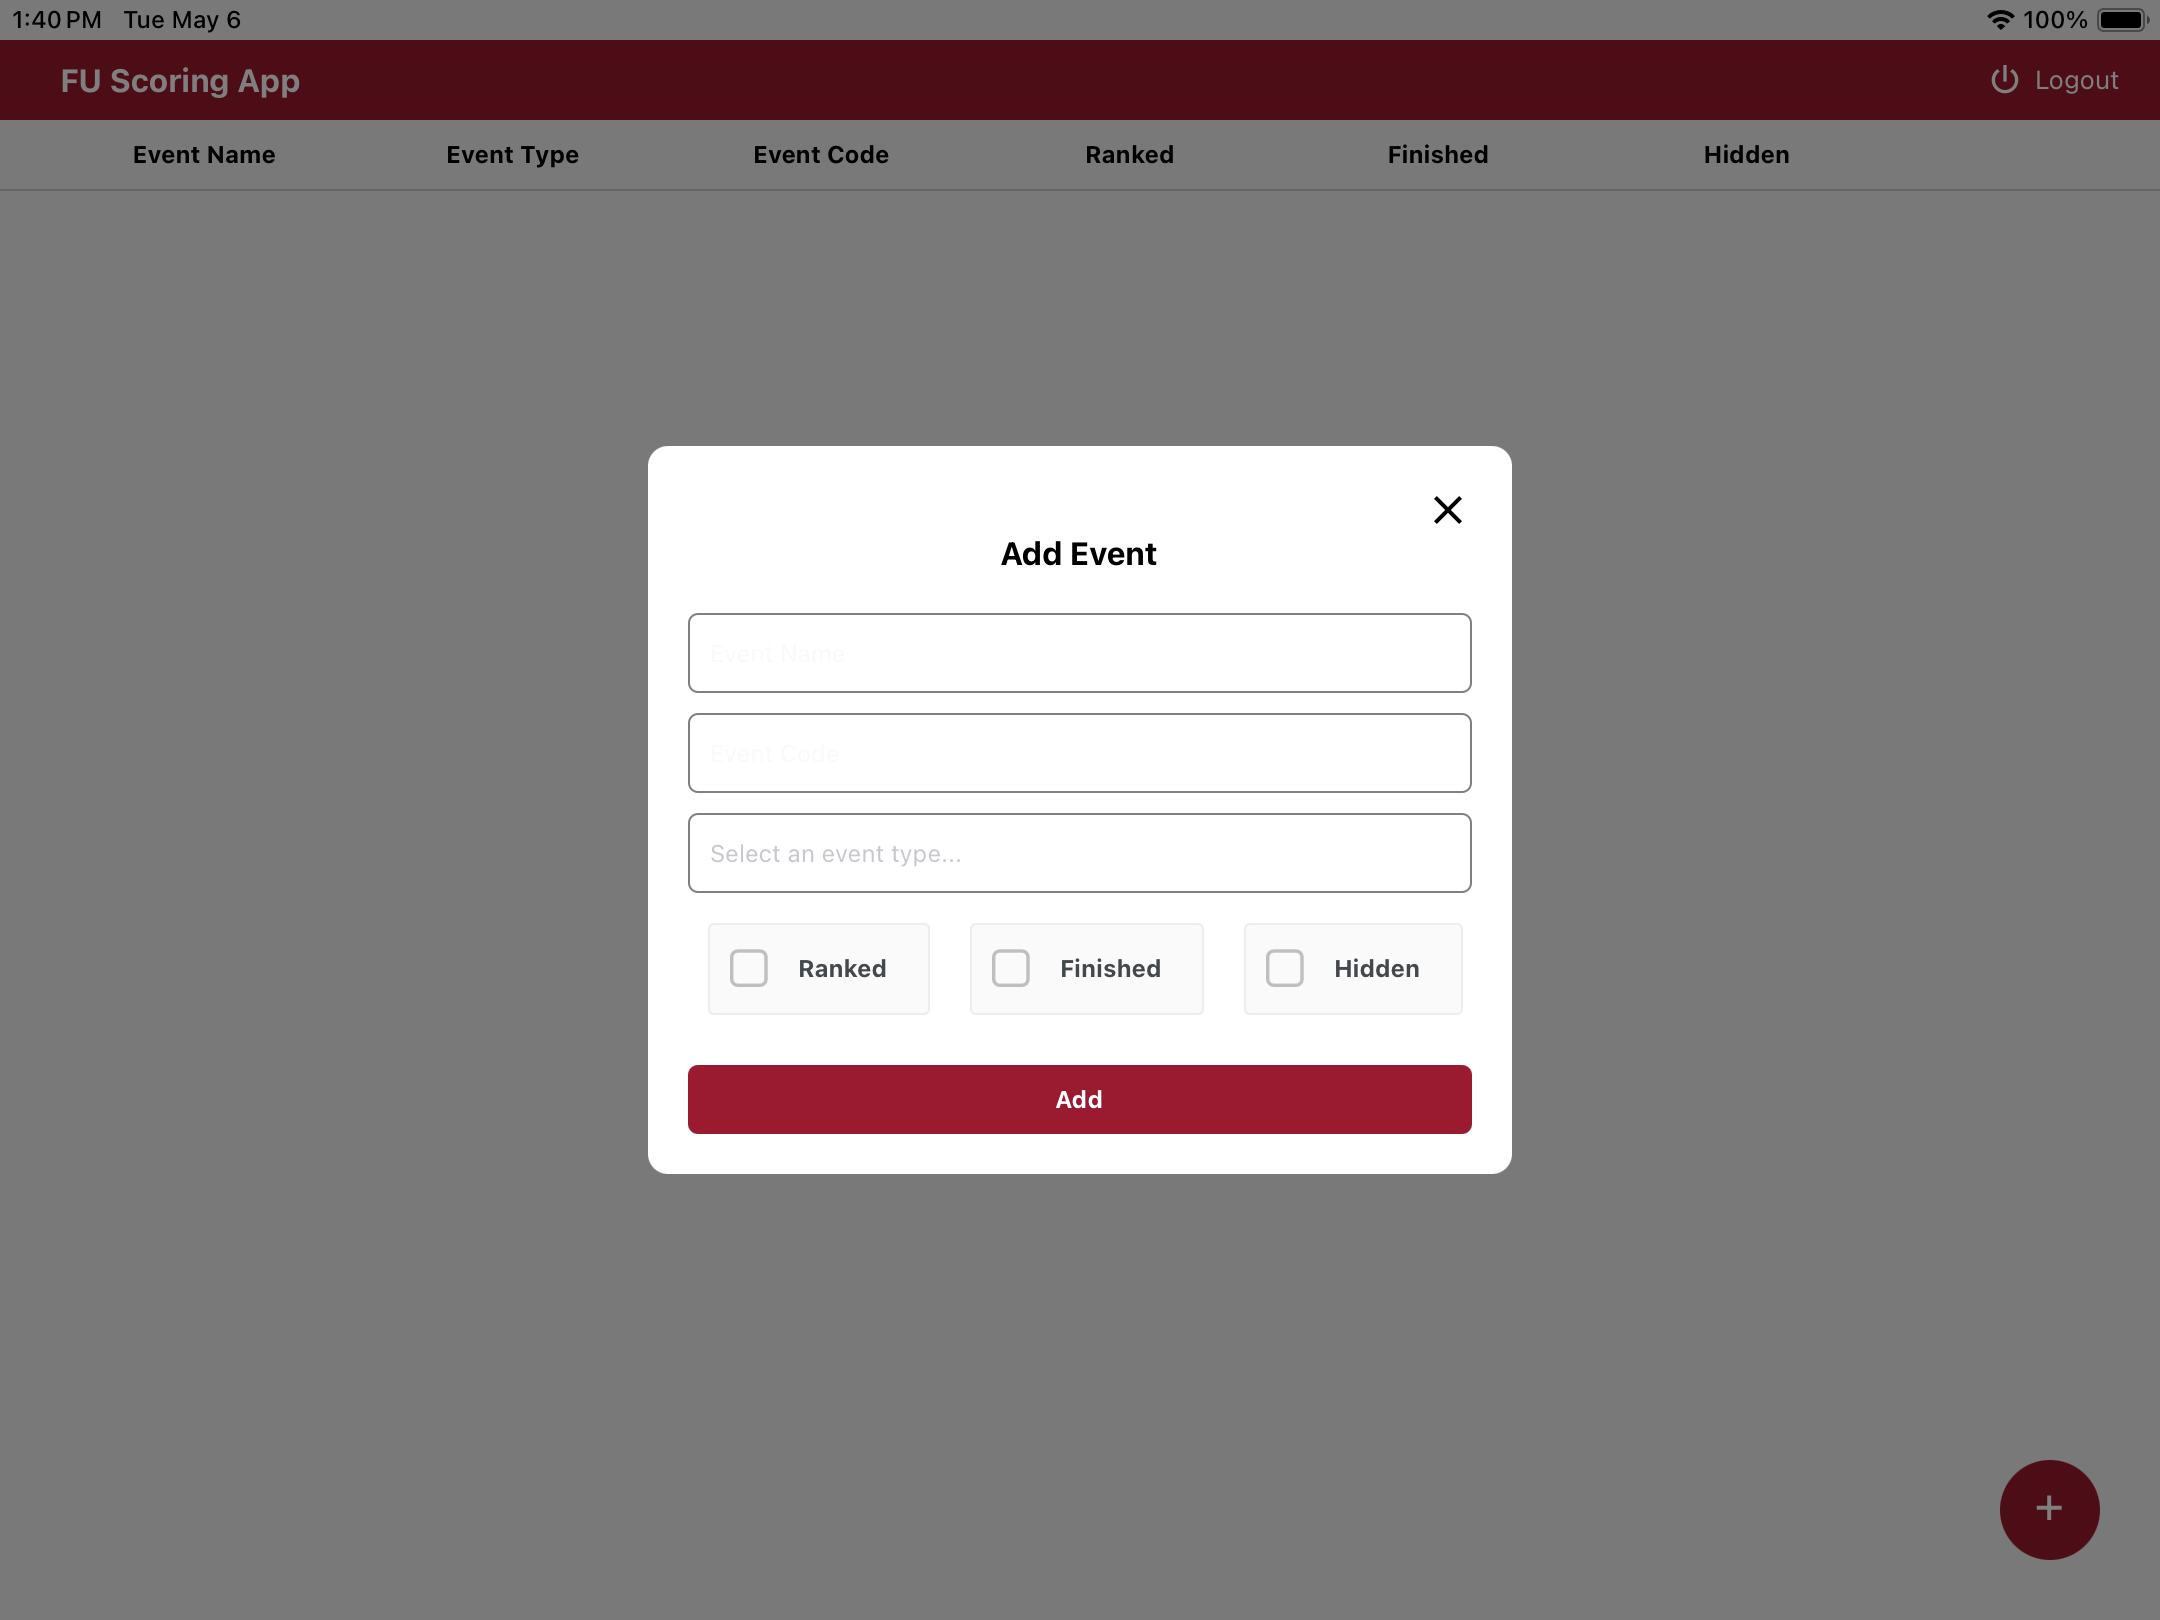 1:40 PM Tue May 6 100%
FU Scoring App Logout
Event Name Event Type Event Code Ranked Finished Hidden
Add Event
Event Name
Event Code
Select an event type...
Ranked Finished Hidden
Add
+